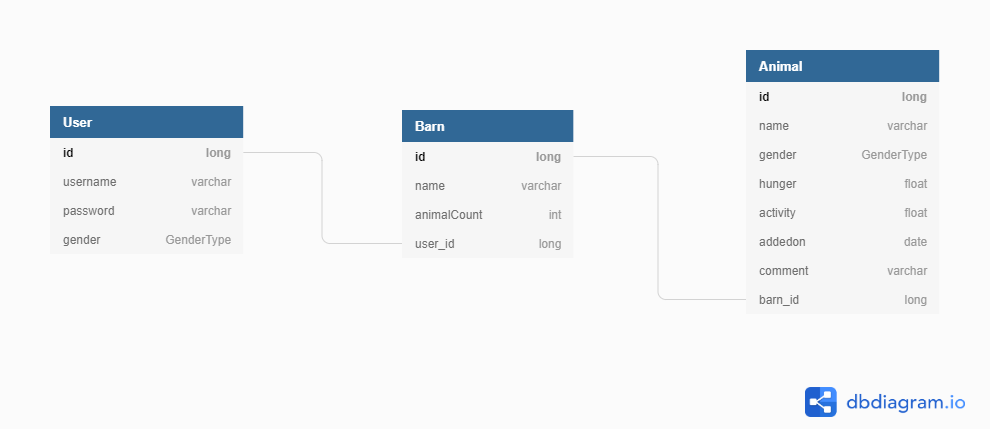 User
id long
username varchar
password varchar
gender GenderType
Barn
id long
name varchar
animalCount int
user_id long
Animal
id long
name varchar
gender GenderType
hunger float
activity float
addedon date
comment varchar
barn_id long
dbdiagram.io